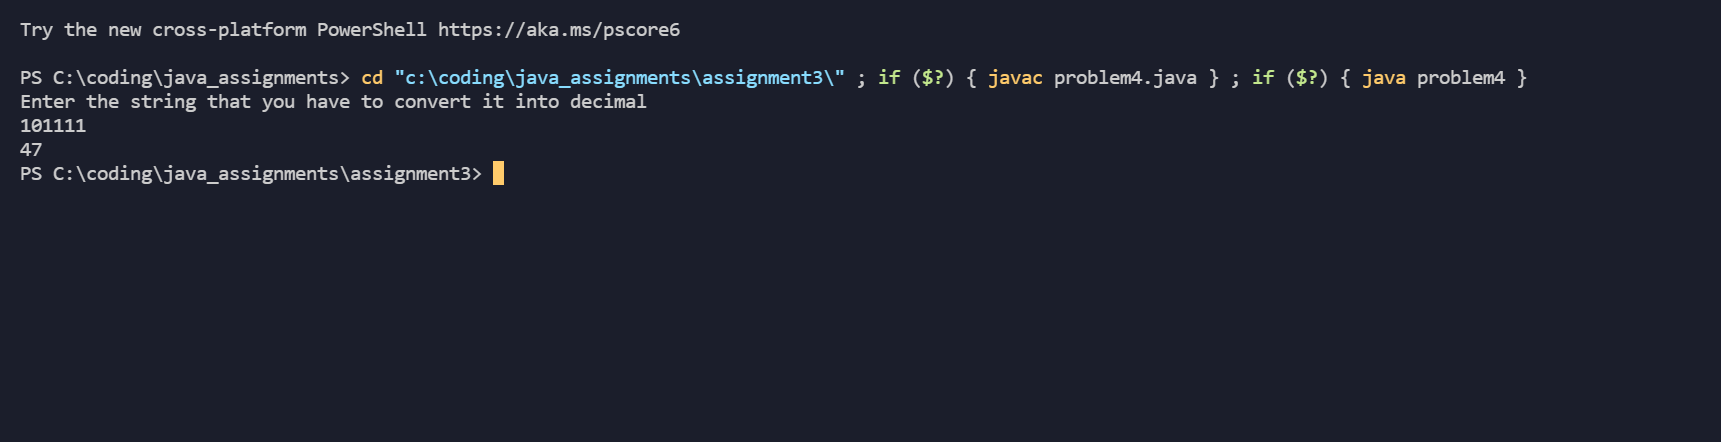 Try the new cross-platform PowerShell https://aka.ms/pscore6
PS C:\coding\java_assignments> cd "c:\coding\java_assignments\assignment3\" ; if ($?) { javac problem4.java } ; if ($?) { java problem4 }
Enter the string that you have to convert it into decimal
101111
47
PS C:\coding\java_assignments\assignment3>